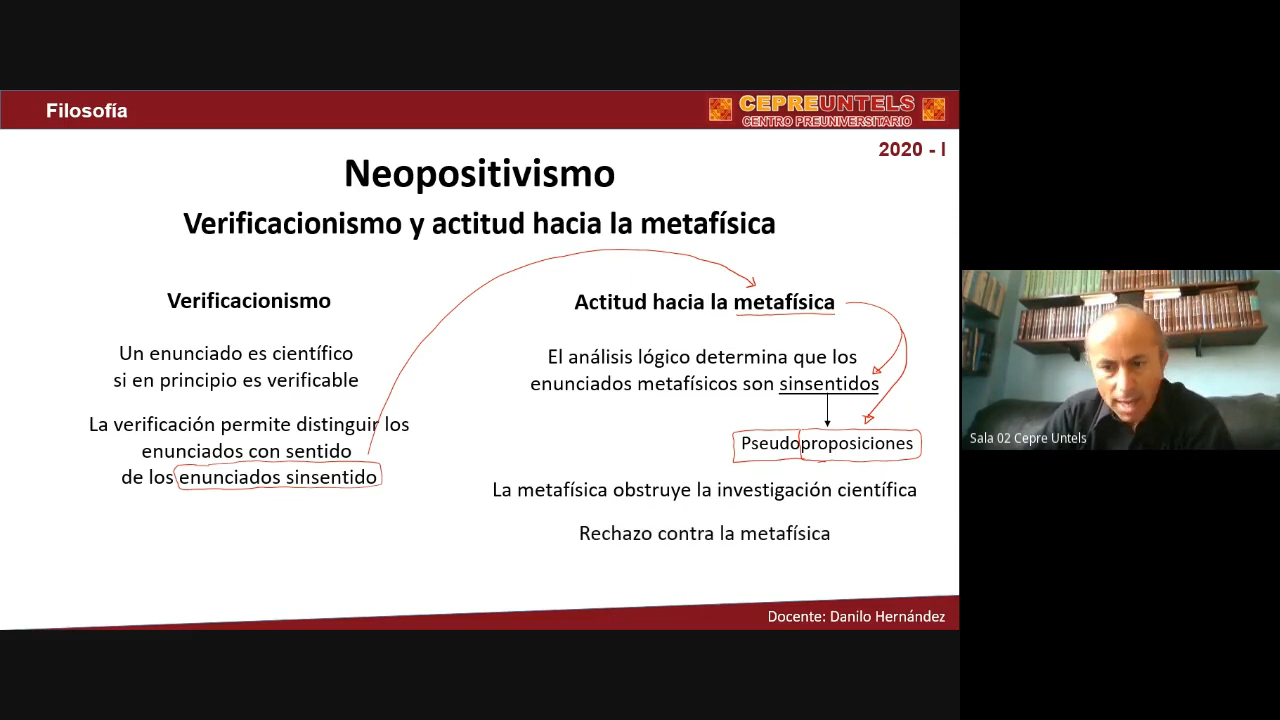 Filosofía
CEPREUNTELS
CENTRO PREUNIVERSITARIO
2020 - I
Neopositivismo
Verificacionismo y actitud hacia la metafísica
Verificacionismo
Un enunciado es científico
si en principio es verificable
La verificación permite distinguir los
enunciados con sentido
de los enunciados sinsentido
Actitud hacia la metafísica
El análisis lógico determina que los
enunciados metafísicos son sinsentidos
Pseudoproposiciones
La metafísica obstruye la investigación científica
Rechazo contra la metafísica
Docente: Danilo Hernández
Sala 02 Cepre Untels